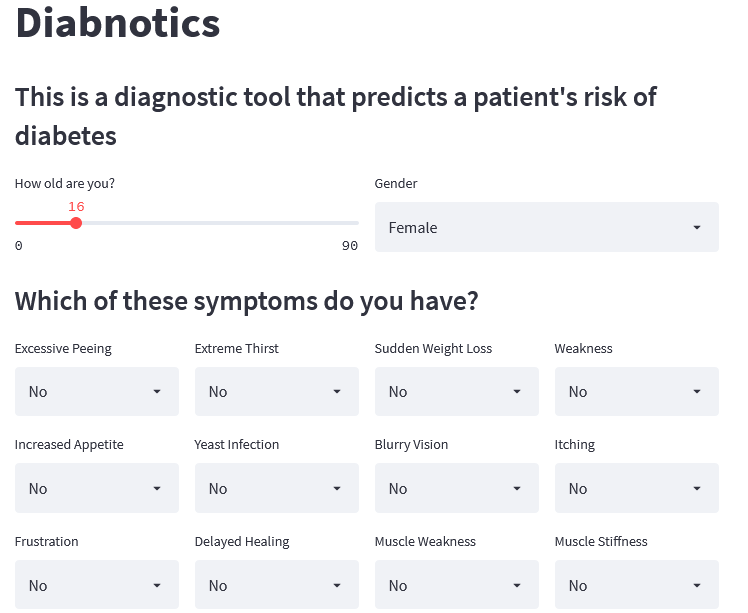 Diabnotics
This is a diagnostic tool that predicts a patient's risk of
diabetes
How old are you?
Gender
16
0
90
Female
Which of these symptoms do you have?
Excessive Peeing
Extreme Thirst
Sudden Weight Loss
Weakness
No
No
No
No
Increased Appetite
Yeast Infection
Blurry Vision
Itching
No
No
No
No
Frustration
Delayed Healing
Muscle Weakness
Muscle Stiffness
No
No
No
No